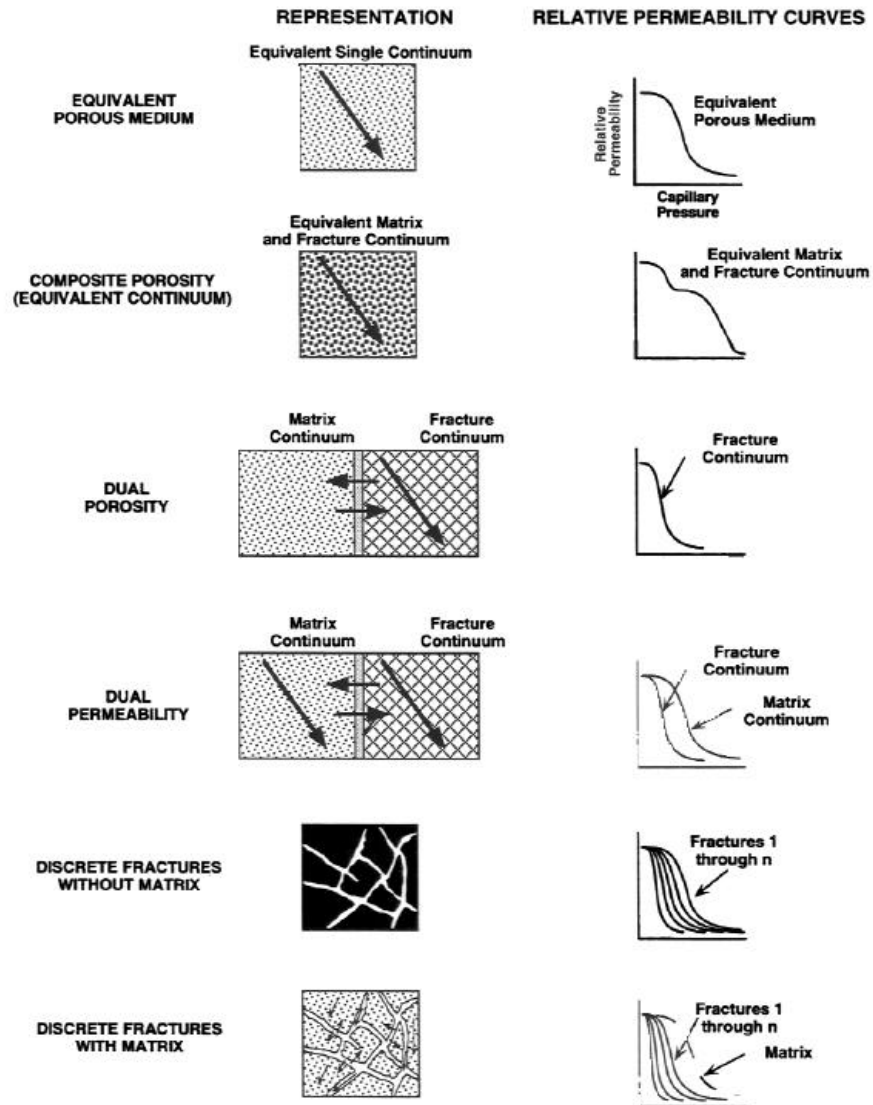 REPRESENTATION
RELATIVE PERMEABILITY CURVES
EQUIVALENT
POROUS MEDIUM
Equivalent Single Continuum
Relative
Permeability
Equivalent
Porous Medium
Capillary
Pressure
COMPOSITE POROSITY
(EQUIVALENT CONTINUUM)
Equivalent Matrix
and Fracture Continuum
Equivalent Matrix
and Fracture Continuum
DUAL
POROSITY
Matrix
Continuum
Fracture
Continuum
Fracture
Continuum
DUAL
PERMEABILITY
Matrix
Continuum
Fracture
Continuum
Fracture
Continuum
Matrix
Continuum
DISCRETE FRACTURES
WITHOUT MATRIX
Fractures 1
through n
DISCRETE FRACTURES
WITH MATRIX
Fractures 1
through n
Matrix